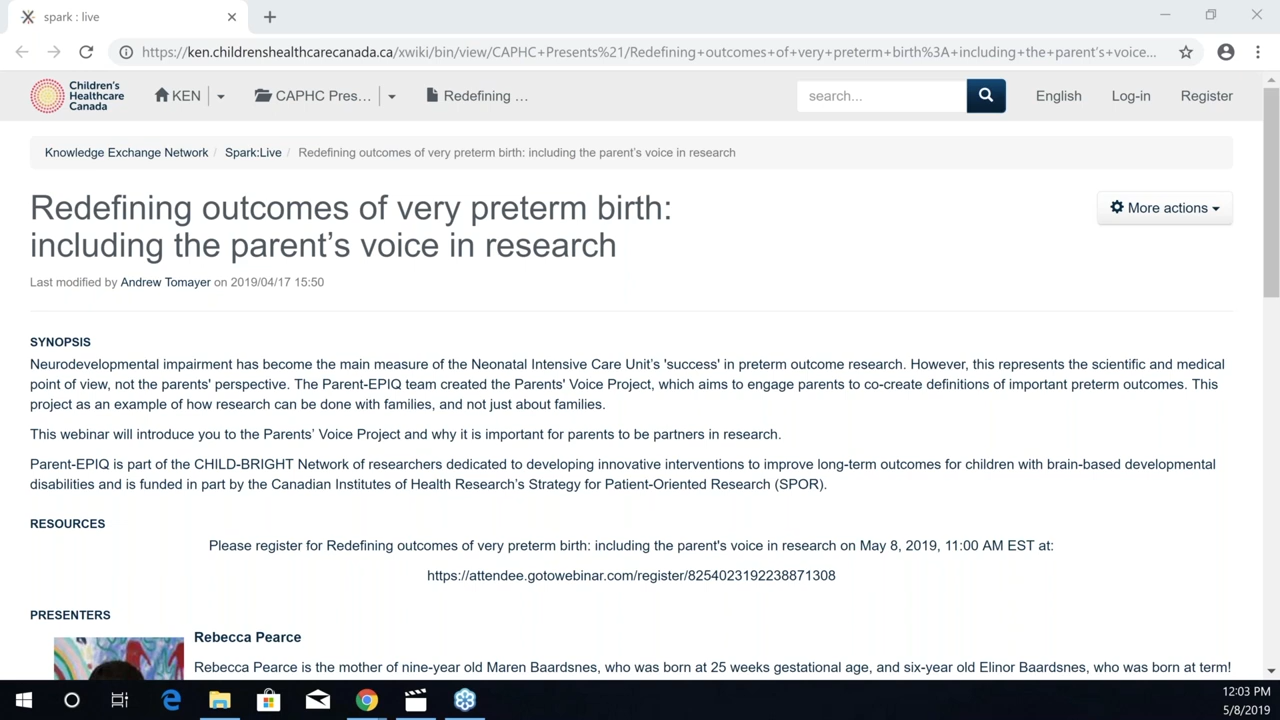 spark : live
https://ken.childrenshealthcarecanada.ca/xwiki/bin/view/CAPHC+Presents%21/Redefining+outcomes+of+very+preterm+birth%3A+including+the+parent's+voice...
Children's
Healthcare
Canada
KEN
CAPHC Pres...
Redefining ...
search...
English
Log-in
Register
Knowledge Exchange Network / Spark:Live / Redefining outcomes of very preterm birth: including the parent's voice in research
Redefining outcomes of very preterm birth:
including the parent’s voice in research
More actions
Last modified by Andrew Tomayer on 2019/04/17 15:50
SYNOPSIS
Neurodevelopmental impairment has become the main measure of the Neonatal Intensive Care Unit’s 'success' in preterm outcome research. However, this represents the scientific and medical
point of view, not the parents' perspective. The Parent-EPIQ team created the Parents' Voice Project, which aims to engage parents to co-create definitions of important preterm outcomes. This
project as an example of how research can be done with families, and not just about families.
This webinar will introduce you to the Parents’ Voice Project and why it is important for parents to be partners in research.
Parent-EPIQ is part of the CHILD-BRIGHT Network of researchers dedicated to developing innovative interventions to improve long-term outcomes for children with brain-based developmental
disabilities and is funded in part by the Canadian Institutes of Health Research’s Strategy for Patient-Oriented Research (SPOR).
RESOURCES
Please register for Redefining outcomes of very preterm birth: including the parent's voice in research on May 8, 2019, 11:00 AM EST at:
https://attendee.gotowebinar.com/register/8254023192238871308
PRESENTERS
Rebecca Pearce
Rebecca Pearce is the mother of nine-year old Maren Baardsnes, who was born at 25 weeks gestational age, and six-year old Elinor Baardsnes, who was born at term!
12:03 PM
5/8/2019